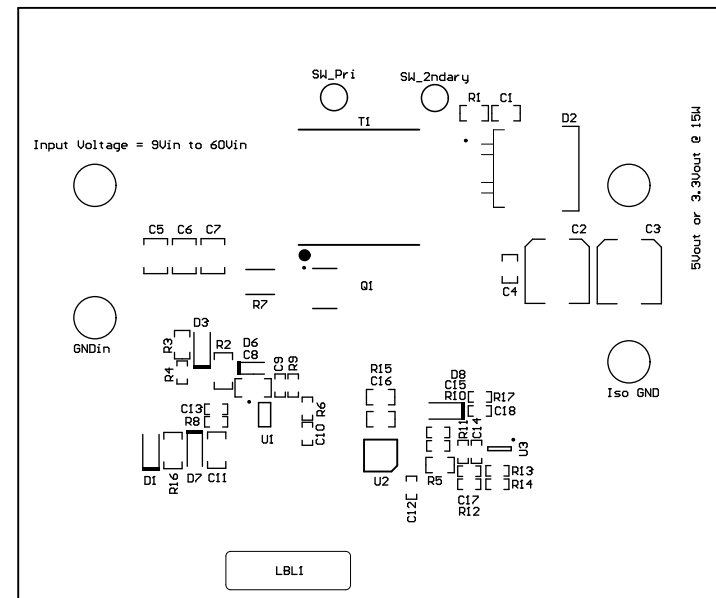 SW_Pri
SW_2ndary
R1
C1
T1
D2
Input Voltage = 9Vin to 60Vin
5Vout or 3.3Vout @ 15W
C5
C6
C7
C2
C3
R7
Q1
C4
GNDin
R3
D3
R2
D6
C8
C9
R9
R4
R15
C16
D8
C15
R10
R17
C18
Iso GND
C13
R8
U1
R6
C10
R11
C14
U3
D1
R16
D7
C11
U2
R5
C12
C17
R12
R13
R14
LBL1